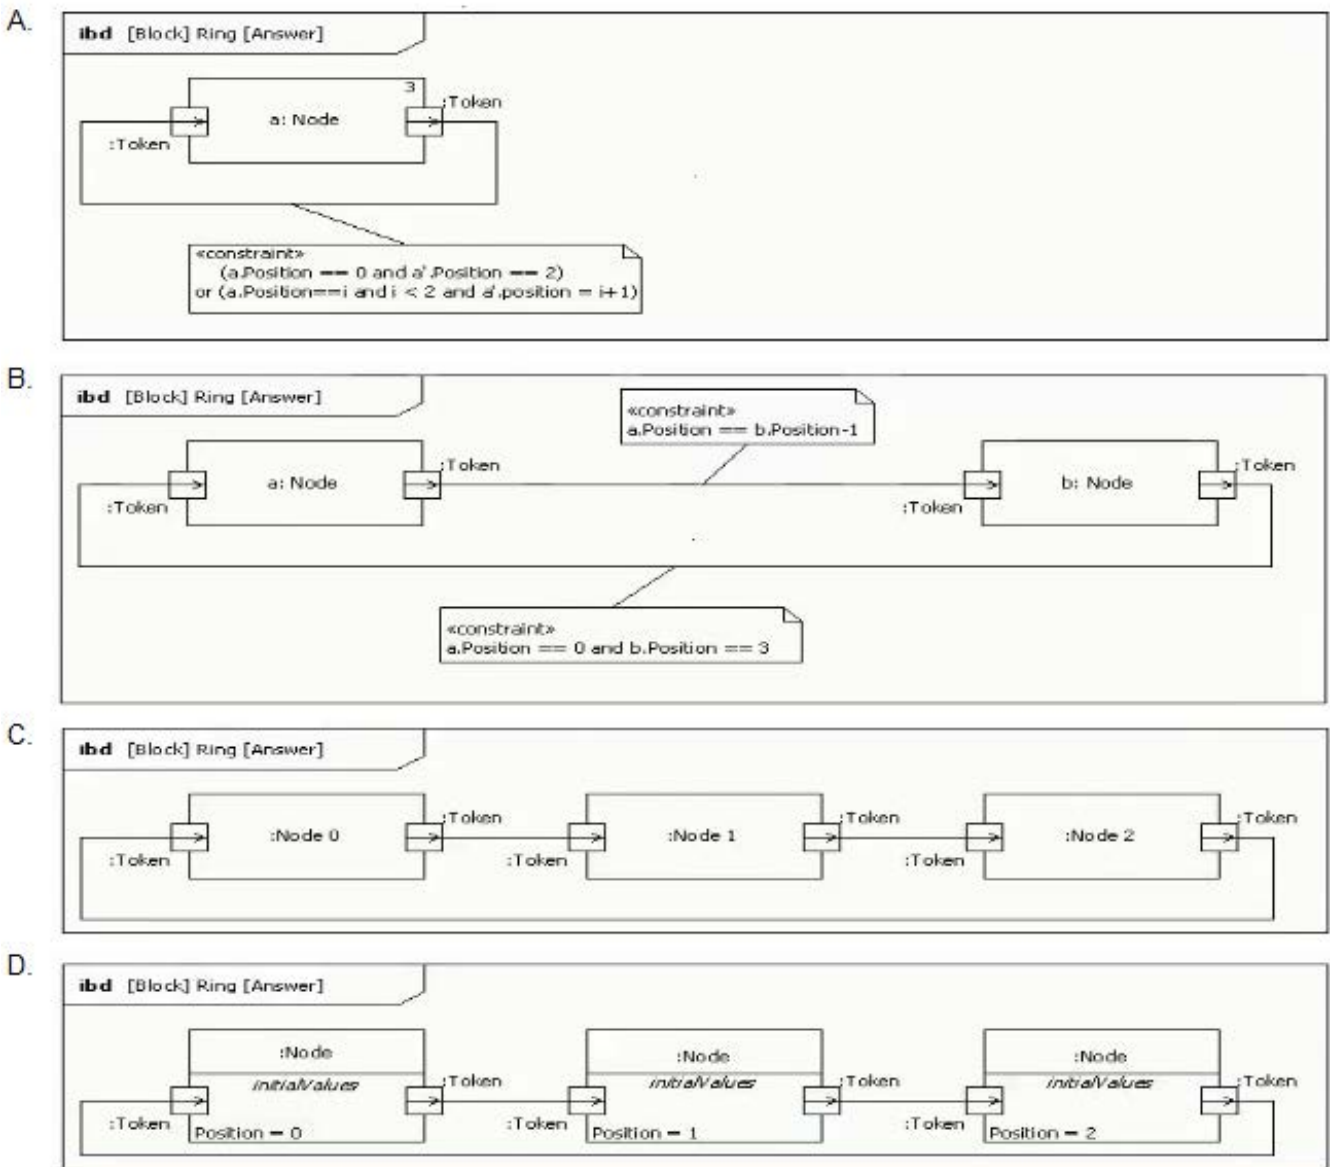 A.
ibd [Block] Ring [Answer]
3
:Token
a: Node
:Token
«constraint»
(a.Position == 0 and a'.Position == 2)
or (a.Position==i and i < 2 and a'.position = i+1)
B.
ibd [Block] Ring [Answer]
«constraint»
a.Position == b.Position-1
:Token
:Token
a: Node
b: Node
:Token
:Token
«constraint»
a.Position == 0 and b.Position == 3
C.
ibd [Block] Ring [Answer]
:Token
:Token
:Token
:Node 0
:Node 1
:Node 2
:Token
:Token
:Token
D.
ibd [Block] Ring [Answer]
:Node
:Node
:Node
initialValues
:Token
initialValues
:Token
initialValues
:Token
:Token
:Token
:Token
Position = 0
Position = 1
Position = 2